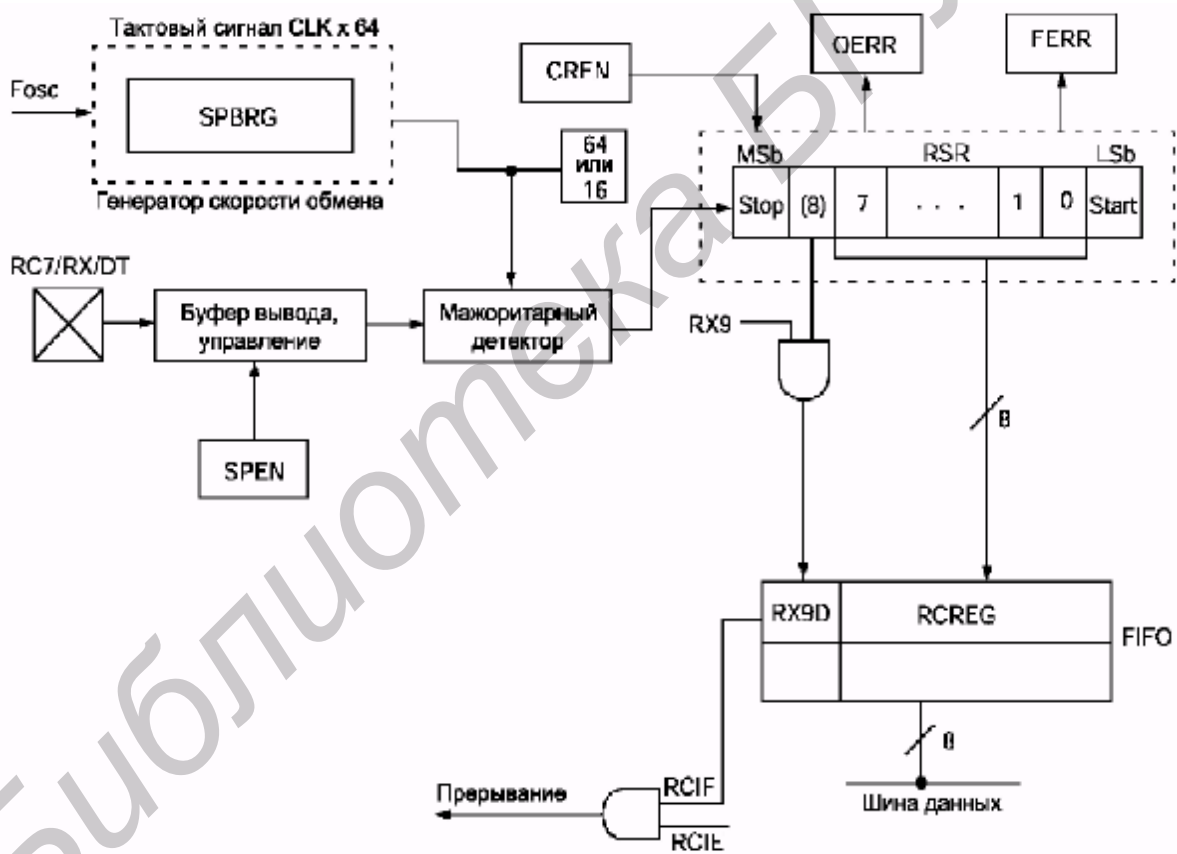 Тактовый сигнал CLK x 64
Fosc
SPBRG
Генератор скорости обмена
CREN
OERR
FERR
64
или
16
MSb
RSR
LSb
Stop
(8)
7
. . .
1
0
Start
RC7/RX/DT
Буфер вывода,
управление
Мажоритарный
детектор
SPEN
RX9
8
RX9D
RCREG
FIFO
8
Шина данных
Прерывание
RCIF
RCIE
Библиотека БГУ